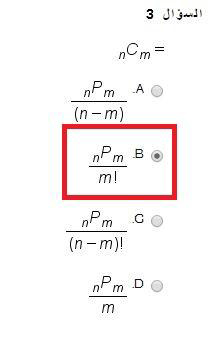 السؤال 3
ₙCₘ =
.A ₙPₘ / (n − m)
.B ₙPₘ / m!
.C ₙPₘ / (n − m)!
.D ₙPₘ / m